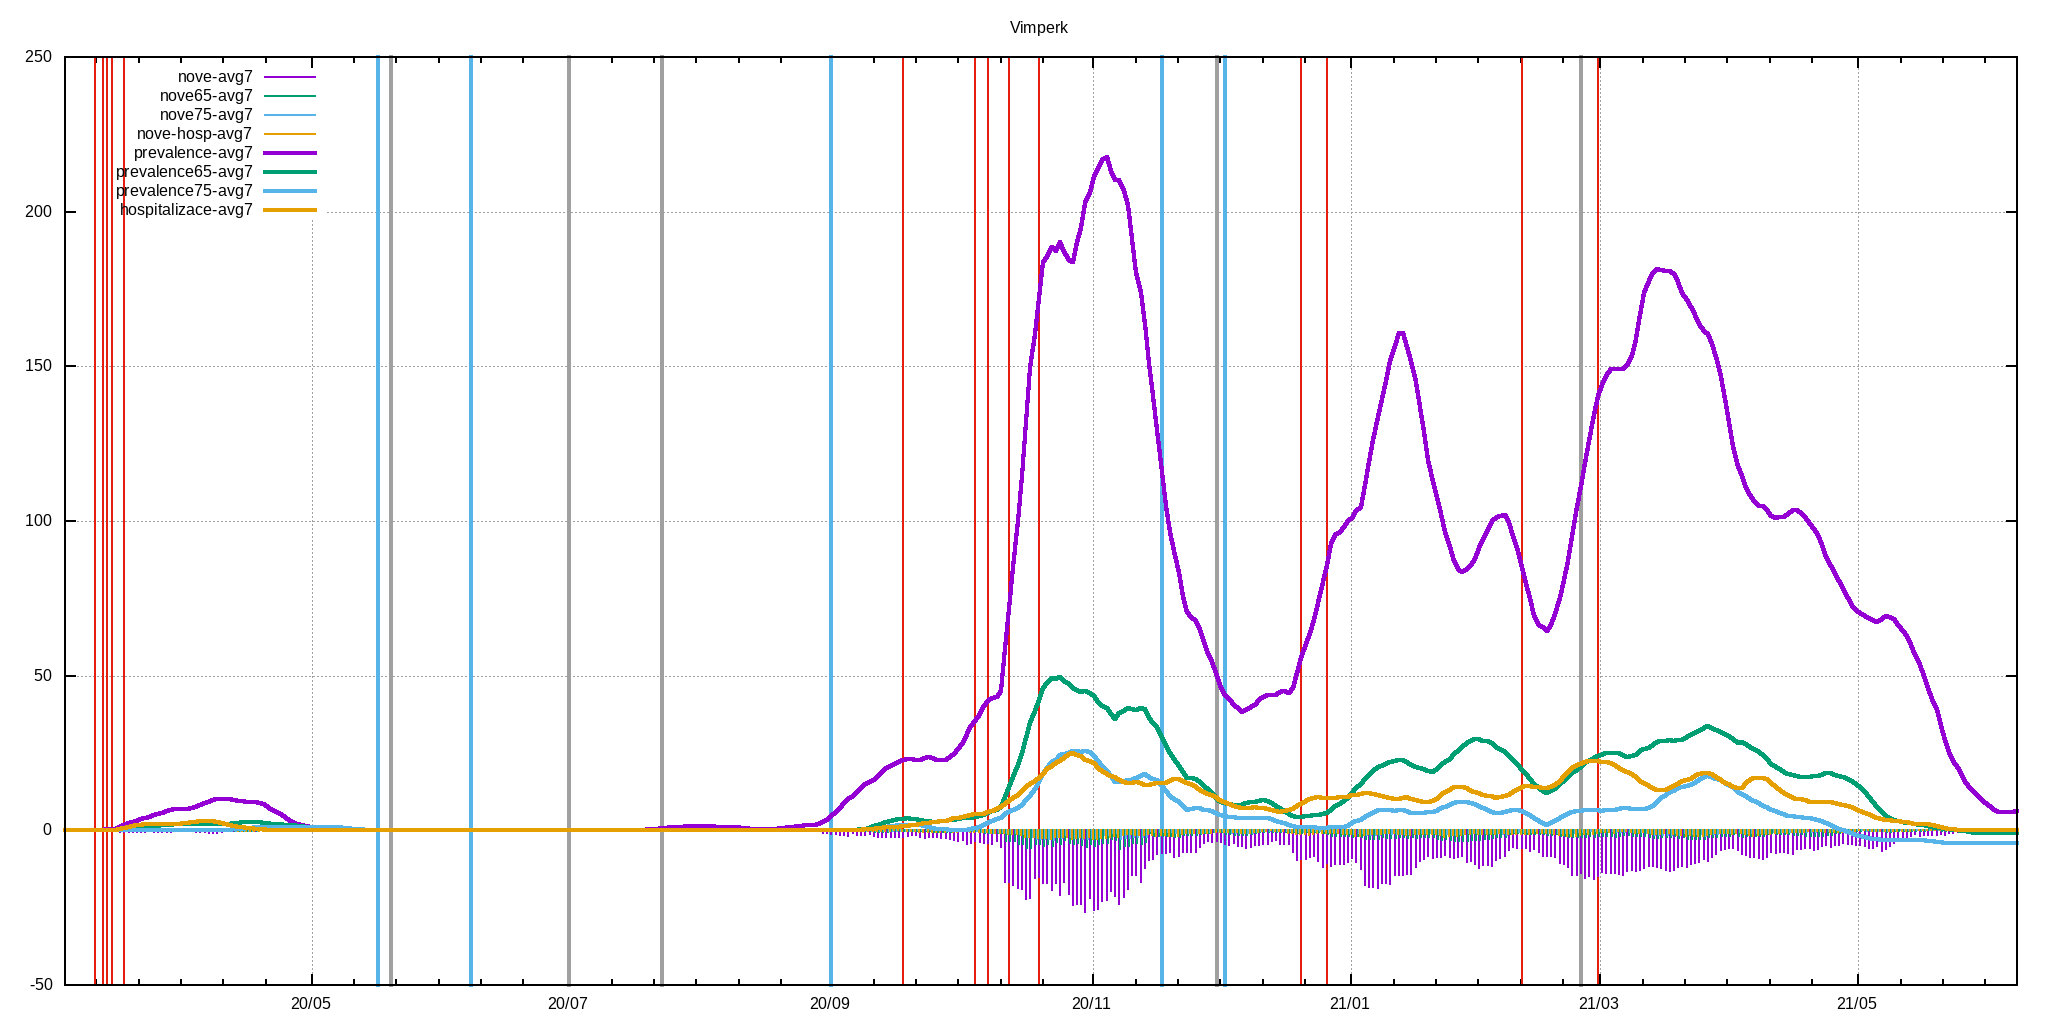 Vimperk
250
200
150
100
50
0
-50
nove-avg7
nove65-avg7
nove75-avg7
nove-hosp-avg7
prevalence-avg7
prevalence65-avg7
prevalence75-avg7
hospitalizace-avg7
20/05
20/07
20/09
20/11
21/01
21/03
21/05